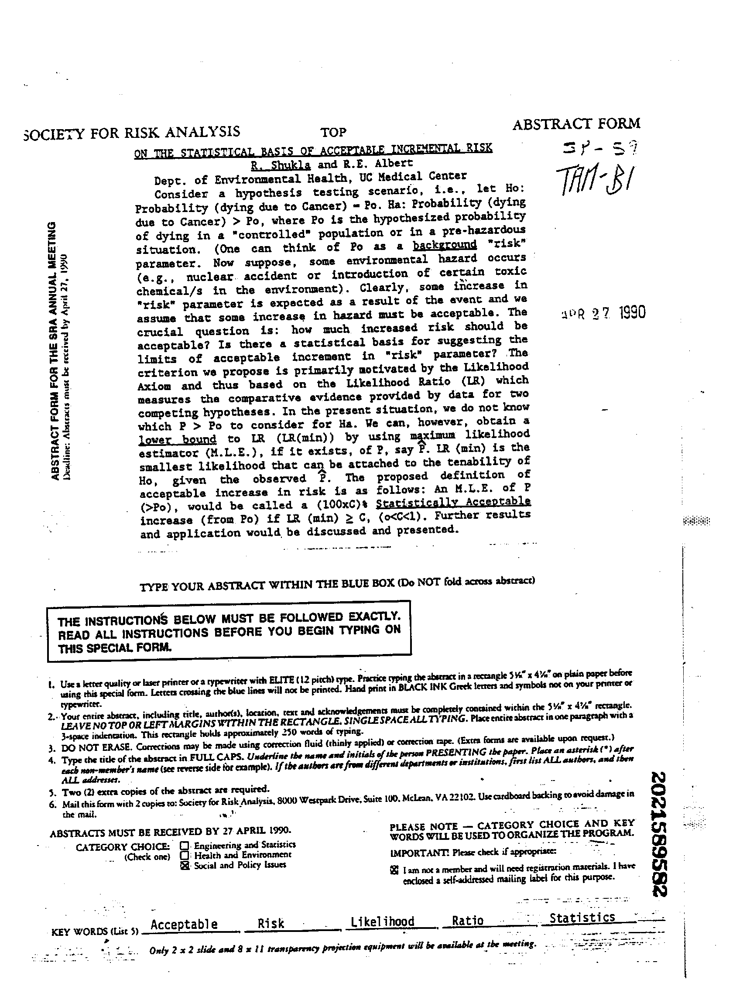 SOCIETY FOR RISK ANALYSIS TOP ABSTRACT FORM
ON THE STATISTICAL BASIS OF ACCEPTABLE INCREMENTAL RISK
R. Shukla and R.E. Albert
Dept. of Environmental Health, UC Medical Center
Consider a hypothesis testing scenario, i.e., let Ho:
Probability (dying due to Cancer) = Po. Ha: Probability (dying
due to Cancer) > Po, where Po is the hypothesized probability
of dying in a "controlled" population or in a pre-hazardous
situation. (One can think of Po as a background "risk"
parameter. Now suppose, some environmental hazard occurs
(e.g., nuclear accident or introduction of certain toxic
chemical/s in the environment). Clearly, some increase in
"risk" parameter is expected as a result of the event and we
assume that some increase in hazard must be acceptable. The
crucial question is: how much increased risk should be
acceptable? Is there a statistical basis for suggesting the
limits of acceptable increment in "risk" parameter? The
criterion we propose is primarily motivated by the Likelihood
Axiom and thus based on the Likelihood Ratio (LR) which
measures the comparative evidence provided by data for two
competing hypotheses. In the present situation, we do not know
which P > Po to consider for Ha. We can, however, obtain a
lower bound to LR (LR(min)) by using maximum likelihood
estimator (M.L.E.), if it exists, of P, say P̂. LR (min) is the
smallest likelihood that can be attached to the tenability of
Ho, given the observed P̂. The proposed definition of
acceptable increase in risk is as follows: An M.L.E. of P
(>Po), would be called a (100xC)% Statistically Acceptable
increase (from Po) if LR (min) ≥ C, (o<C<1). Further results
and application would be discussed and presented.
SP-59
TAM-B1
APR 27 1990
ABSTRACT FORM FOR THE SRA ANNUAL MEETING
Deadline: Abstracts must be received by April 27, 1990
TYPE YOUR ABSTRACT WITHIN THE BLUE BOX (Do NOT fold across abstract)
THE INSTRUCTIONS BELOW MUST BE FOLLOWED EXACTLY.
READ ALL INSTRUCTIONS BEFORE YOU BEGIN TYPING ON
THIS SPECIAL FORM.
1. Use a letter quality or laser printer or a typewriter with ELITE (12 pitch) type. Practice typing the abstract in a rectangle 5¼" x 4⅛" on plain paper before
using this special form. Letters crossing the blue lines will not be printed. Hand print in BLACK INK Greek letters and symbols not on your printer or
typewriter.
2. Your entire abstract, including title, author(s), location, text and acknowledgements must be completely contained within the 5¼" x 4⅛" rectangle.
LEAVE NO TOP OR LEFT MARGINS WITHIN THE RECTANGLE. SINGLE SPACE ALL TYPING. Place entire abstract in one paragraph with a
3-space indentation. This rectangle holds approximately 250 words of typing.
3. DO NOT ERASE. Corrections may be made using correction fluid (thinly applied) or correction tape. (Extra forms are available upon request.)
4. Type the title of the abstract in FULL CAPS. Underline the name and initials of the person PRESENTING the paper. Place an asterisk (*) after
each non-member's name (see reverse side for example). If the authors are from different departments or institutions, first list ALL authors, and then
ALL addresses.
5. Two (2) extra copies of the abstract are required.
6. Mail this form with 2 copies to: Society for Risk Analysis, 8000 Westpark Drive, Suite 100, McLean, VA 22102. Use cardboard backing to avoid damage in
the mail.
ABSTRACTS MUST BE RECEIVED BY 27 APRIL 1990.
CATEGORY CHOICE: ☐ Engineering and Statistics
(Check one) ☐ Health and Environment
☒ Social and Policy Issues
PLEASE NOTE — CATEGORY CHOICE AND KEY
WORDS WILL BE USED TO ORGANIZE THE PROGRAM.
IMPORTANT! Please check if appropriate:
☒ I am not a member and will need registration materials. I have
enclosed a self-addressed mailing label for this purpose.
KEY WORDS (List 5) Acceptable Risk Likelihood Ratio Statistics
Only 2 x 2 slide and 8 x 11 transparency projection equipment will be available at the meeting.
2021589582